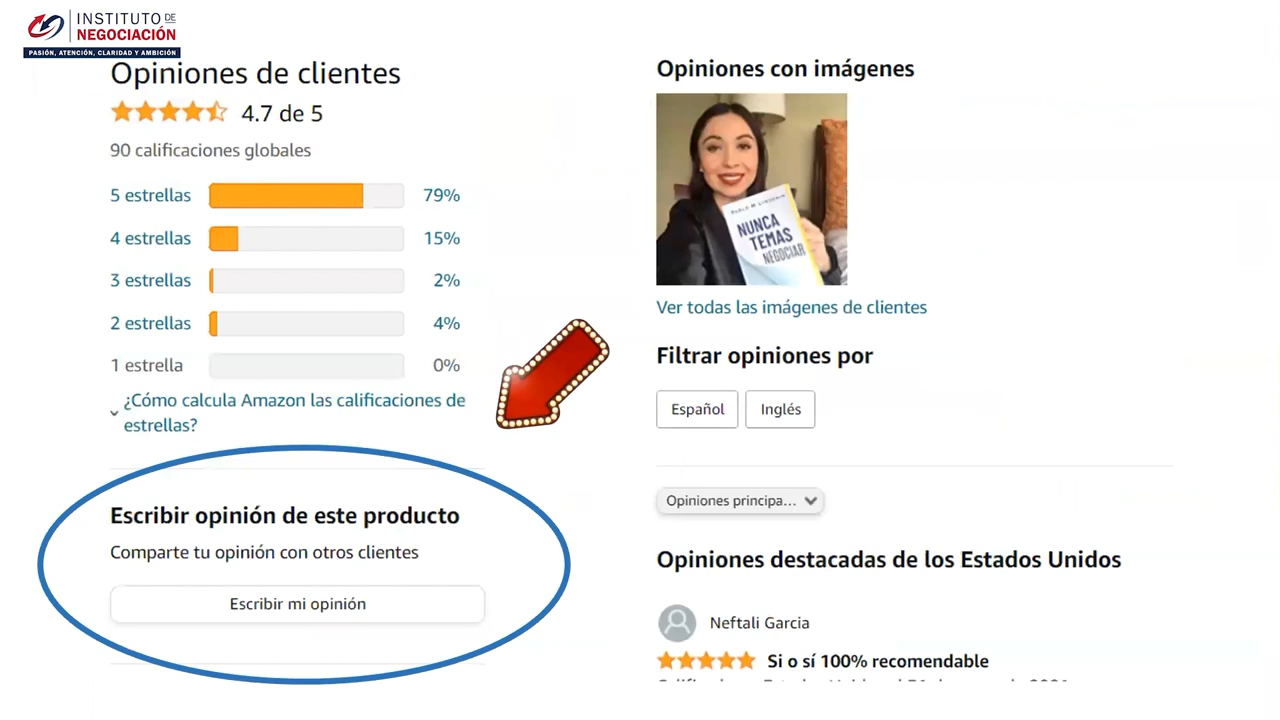 INSTITUTO DE
NEGOCIACIÓN
PASIÓN, ATENCIÓN, CLARIDAD Y AMBICIÓN
Opiniones de clientes
4.7 de 5
90 calificaciones globales
5 estrellas 79%
4 estrellas 15%
3 estrellas 2%
2 estrellas 4%
1 estrella 0%
¿Cómo calcula Amazon las calificaciones de
estrellas?
Escribir opinión de este producto
Comparte tu opinión con otros clientes
Escribir mi opinión
Opiniones con imágenes
NUNCA
TEMAS
NEGOCIAR
Ver todas las imágenes de clientes
Filtrar opiniones por
Español Inglés
Opiniones principa...
Opiniones destacadas de los Estados Unidos
Neftali Garcia
Si o sí 100% recomendable